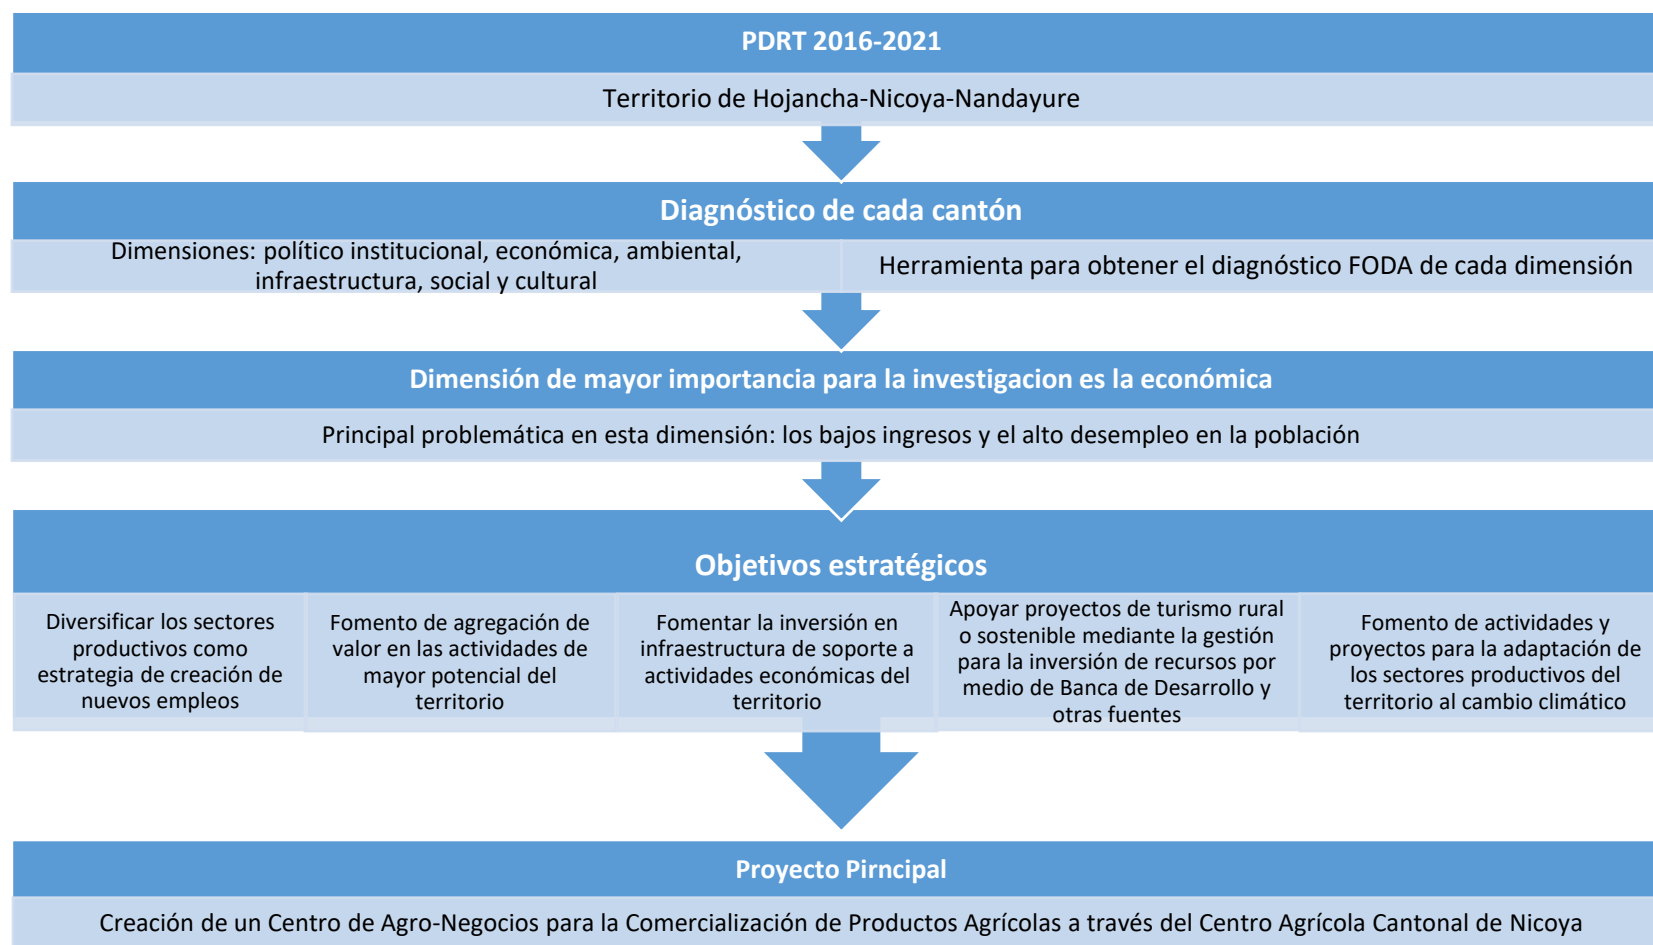 PDRT 2016-2021
Territorio de Hojancha-Nicoya-Nandayure
Diagnóstico de cada cantón
Dimensiones: político institucional, económica, ambiental,
infraestructura, social y cultural
Herramienta para obtener el diagnóstico FODA de cada dimensión
Dimensión de mayor importancia para la investigacion es la económica
Principal problemática en esta dimensión: los bajos ingresos y el alto desempleo en la población
Objetivos estratégicos
Diversificar los sectores
productivos como
estrategia de creación de
nuevos empleos
Fomento de agregación de
valor en las actividades de
mayor potencial del
territorio
Fomentar la inversión en
infraestructura de soporte a
actividades económicas del
territorio
Apoyar proyectos de turismo rural
o sostenible mediante la gestión
para la inversión de recursos por
medio de Banca de Desarrollo y
otras fuentes
Fomento de actividades y
proyectos para la adaptación de
los sectores productivos del
territorio al cambio climático
Proyecto Pirncipal
Creación de un Centro de Agro-Negocios para la Comercialización de Productos Agrícolas a través del Centro Agrícola Cantonal de Nicoya